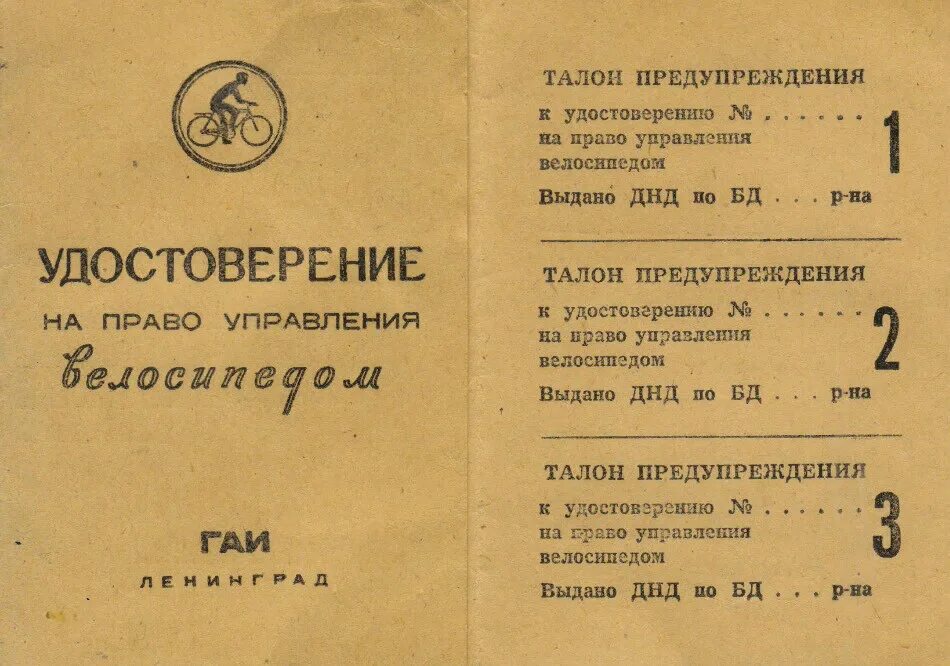 УДОСТОВЕРЕНИЕ
НА ПРАВО УПРАВЛЕНИЯ
велосипедом
ГАИ
ЛЕНИНГРАД
ТАЛОН ПРЕДУПРЕЖДЕНИЯ
к удостоверению № . . . . . .
на право управления
велосипедом
Выдано ДНД по БД . . . р-на
1
ТАЛОН ПРЕДУПРЕЖДЕНИЯ
к удостоверению № . . . . . .
на право управления
велосипедом
Выдано ДНД по БД . . . р-на
2
ТАЛОН ПРЕДУПРЕЖДЕНИЯ
к удостоверению № . . . . . .
на право управления
велосипедом
Выдано ДНД по БД . . . р-на
3